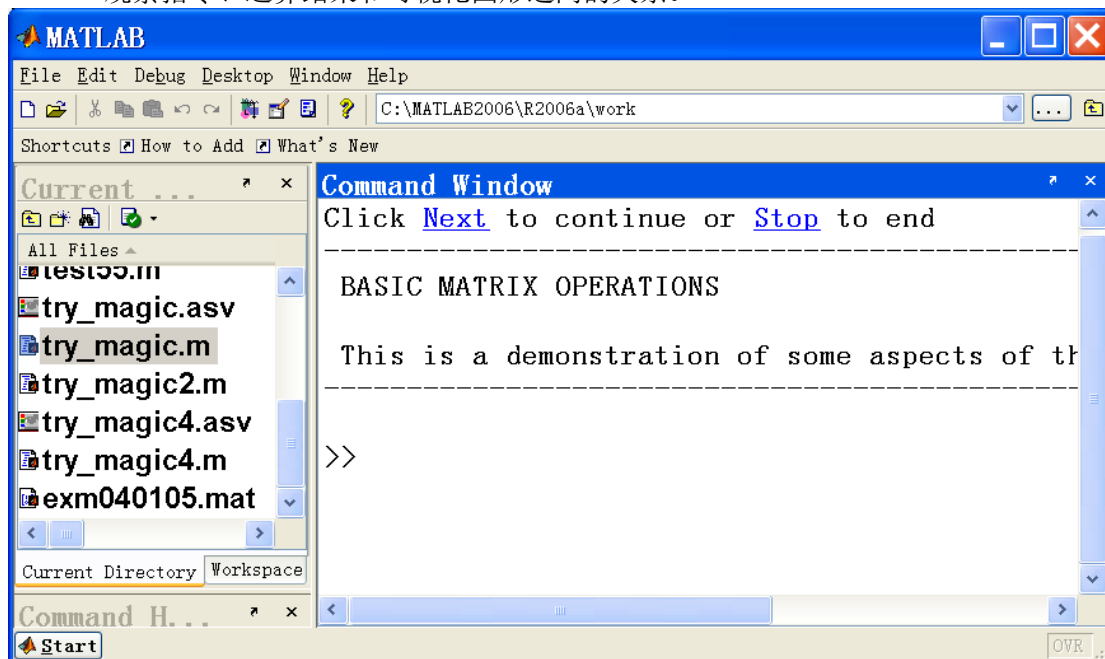 MATLAB
File Edit Debug Desktop Window Help
C:\MATLAB2006\R2006a\work ...
Shortcuts How to Add What's New
Current ...
All Files
test55.m
try_magic.asv
try_magic.m
try_magic2.m
try_magic4.asv
try_magic4.m
exm040105.mat
Current Directory Workspace
Command H...
Command Window
Click Next to continue or Stop to end
BASIC MATRIX OPERATIONS
This is a demonstration of some aspects of th
>>
Start
OVR